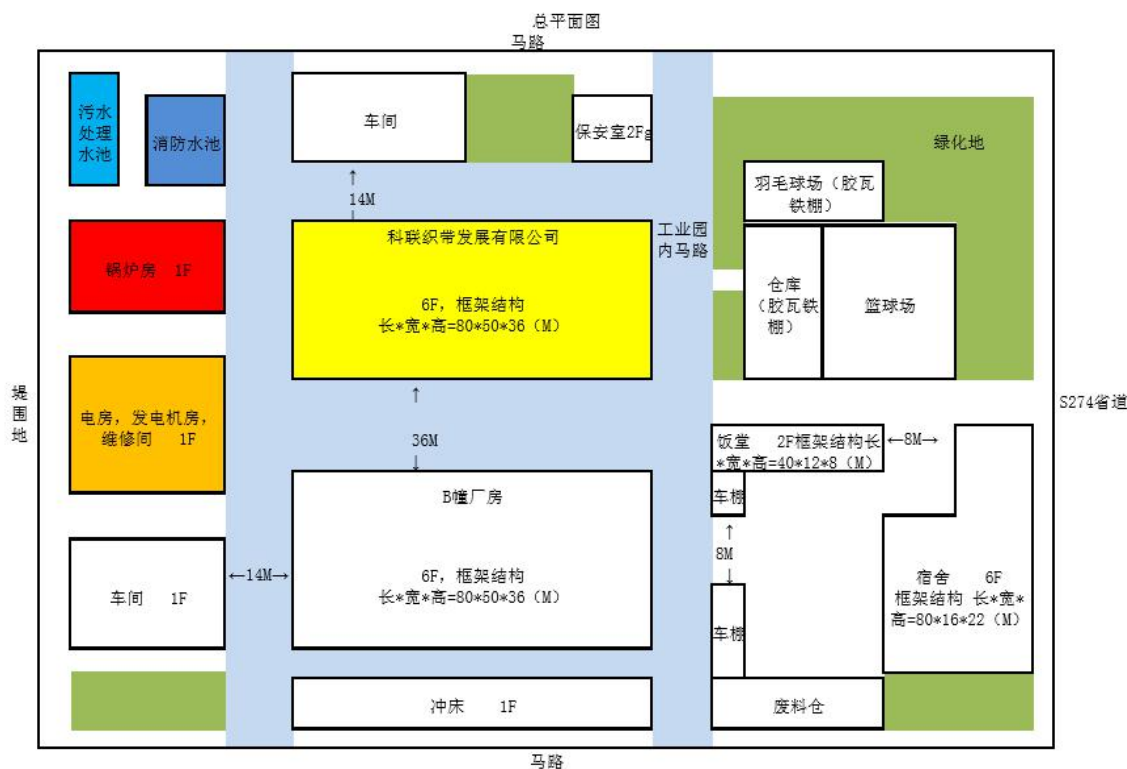 总平面图
马路
污水
处理
水池
消防水池
车间
保安室2Fg
绿化地
羽毛球场（胶瓦
铁棚）
↑
14M
↓
科联织带发展有限公司
6F，框架结构
长*宽*高=80*50*36（M）
工业园
内马路
锅炉房 1F
仓库
（胶瓦铁
棚）
篮球场
堤
围
地
电房，发电机房，
维修间 1F
↑
36M
↓
S274省道
饭堂 2F框架结构长
*宽*高=40*12*8（M）
←8M→
车棚
B幢厂房
6F，框架结构
长*宽*高=80*50*36（M）
↑
8M
↓
车间 1F
←14M→
宿舍 6F
框架结构 长*宽*
高=80*16*22（M）
车棚
冲床 1F
废料仓
马路